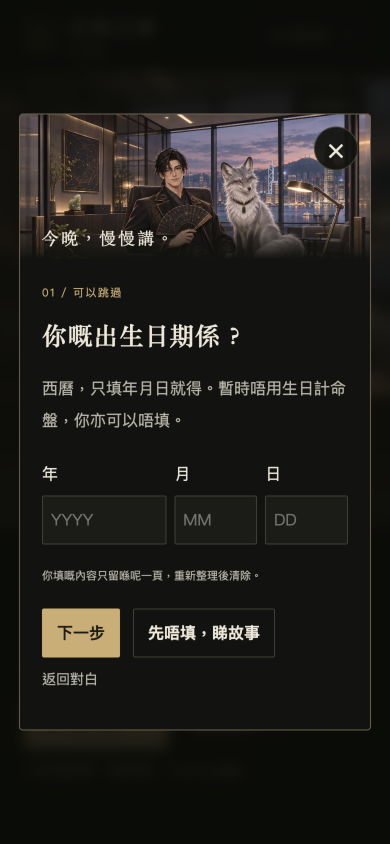 今晚，慢慢講。
01 / 可以跳過
你嘅出生日期係？
西曆，只填年月日就得。暫時唔用生日計命
盤，你亦可以唔填。
年 月 日
YYYY MM DD
你填嘅內容只留喺呢一頁，重新整理後清除。
下一步 先唔填，睇故事
返回對白